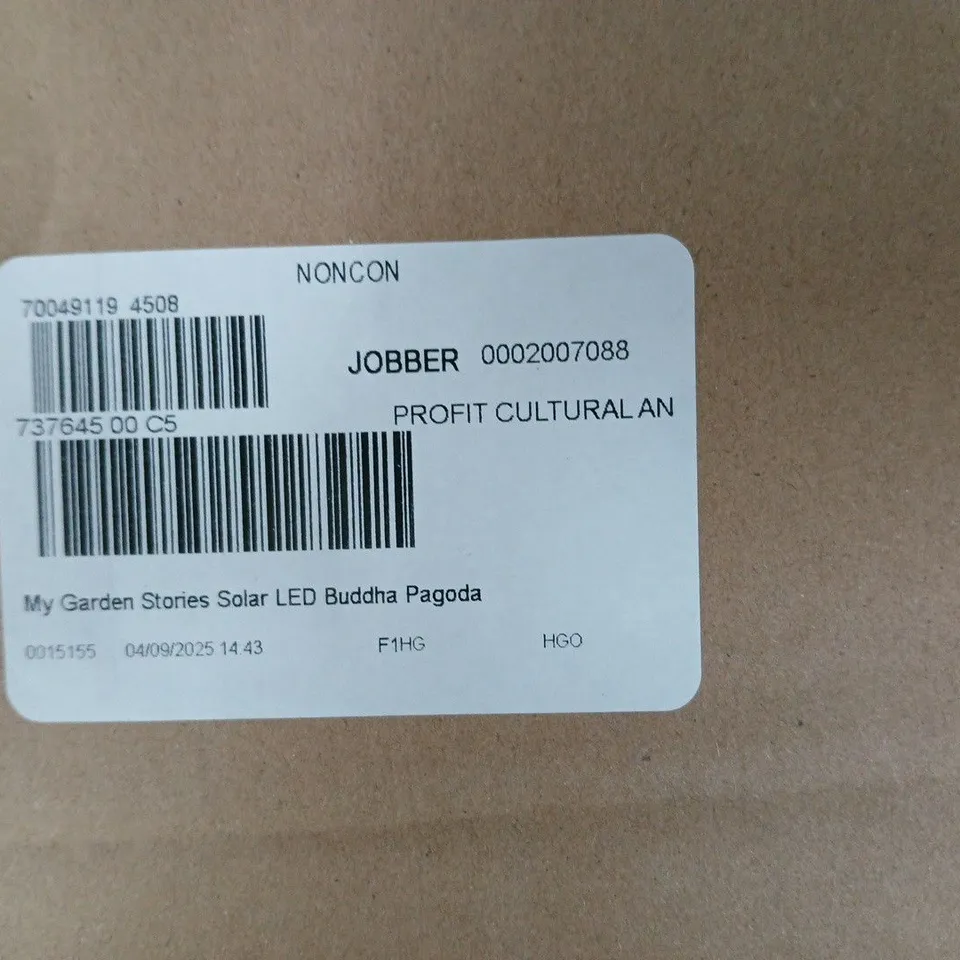 NONCON
70049119 4508
JOBBER 0002007088
737645 00 C5
PROFIT CULTURAL AN
My Garden Stories Solar LED Buddha Pagoda
0015155 04/09/2025 14:43 F1HG HGO